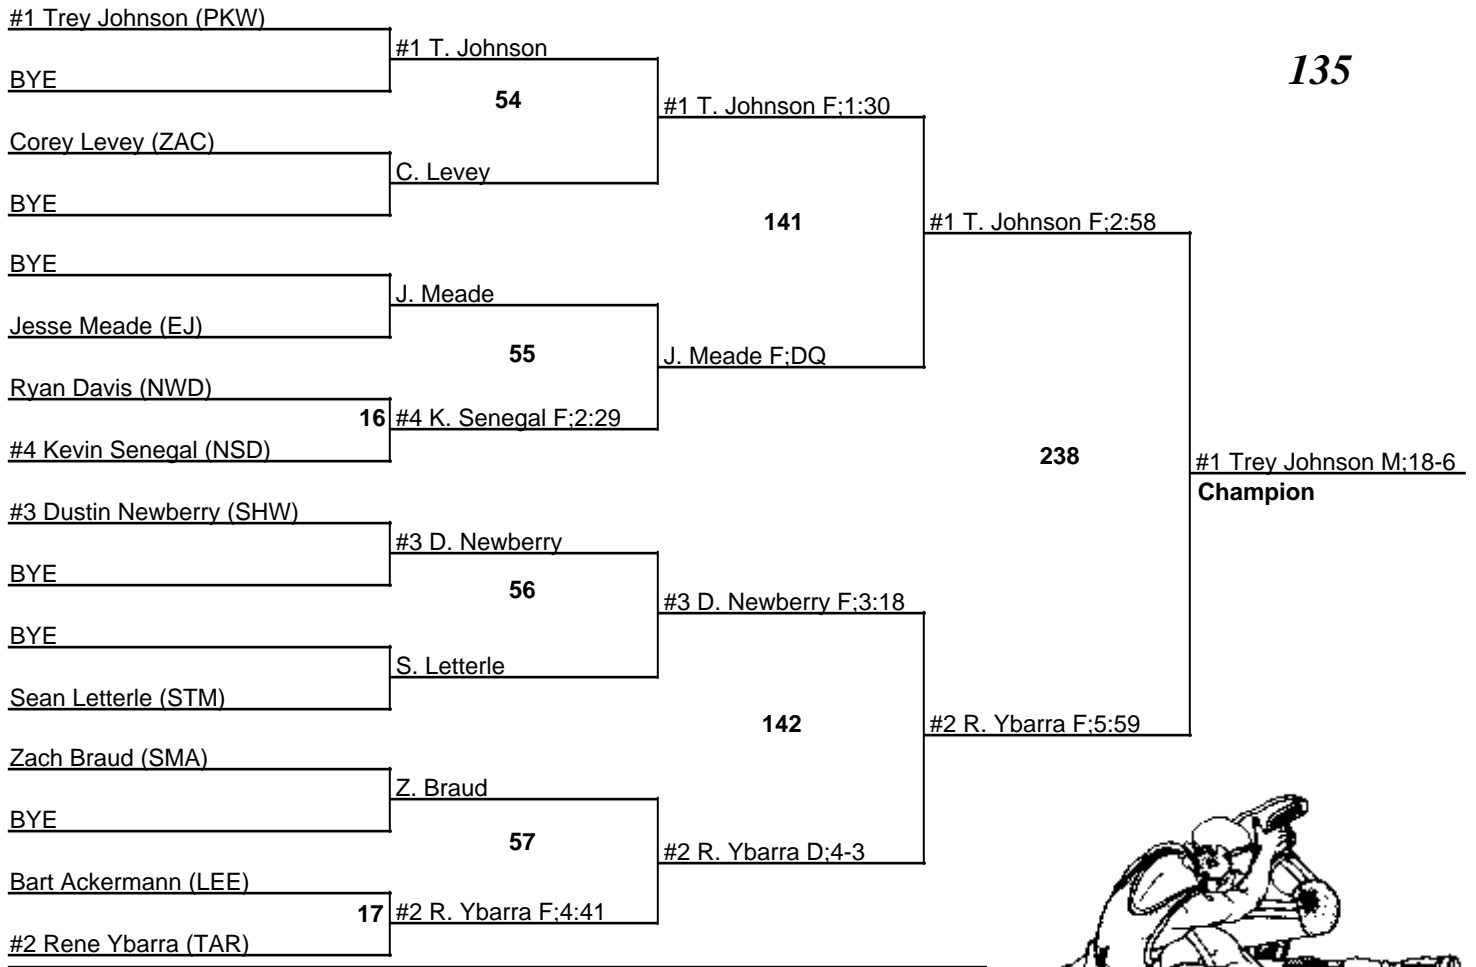 #1 Trey Johnson (PKW)
#1 T. Johnson
135
BYE
54
#1 T. Johnson F;1:30
Corey Levey (ZAC)
C. Levey
BYE
141
#1 T. Johnson F;2:58
BYE
J. Meade
Jesse Meade (EJ)
55
J. Meade F;DQ
Ryan Davis (NWD)
16 #4 K. Senegal F;2:29
#4 Kevin Senegal (NSD)
238
#1 Trey Johnson M;18-6
Champion
#3 Dustin Newberry (SHW)
#3 D. Newberry
BYE
56
#3 D. Newberry F;3:18
BYE
S. Letterle
Sean Letterle (STM)
142
#2 R. Ybarra F;5:59
Zach Braud (SMA)
Z. Braud
BYE
57
#2 R. Ybarra D;4-3
Bart Ackermann (LEE)
17 #2 R. Ybarra F;4:41
#2 Rene Ybarra (TAR)